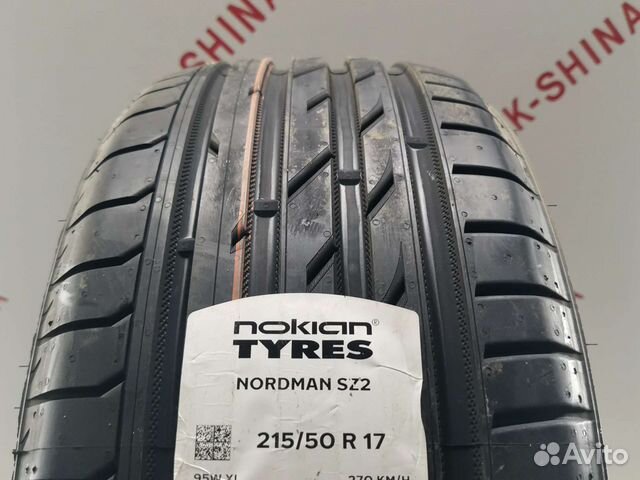 K-SHINA
K-SHINA
nokian®
TYRES
NORDMAN SZ2
215/50 R 17
95W XL
270 KM/H
Avito